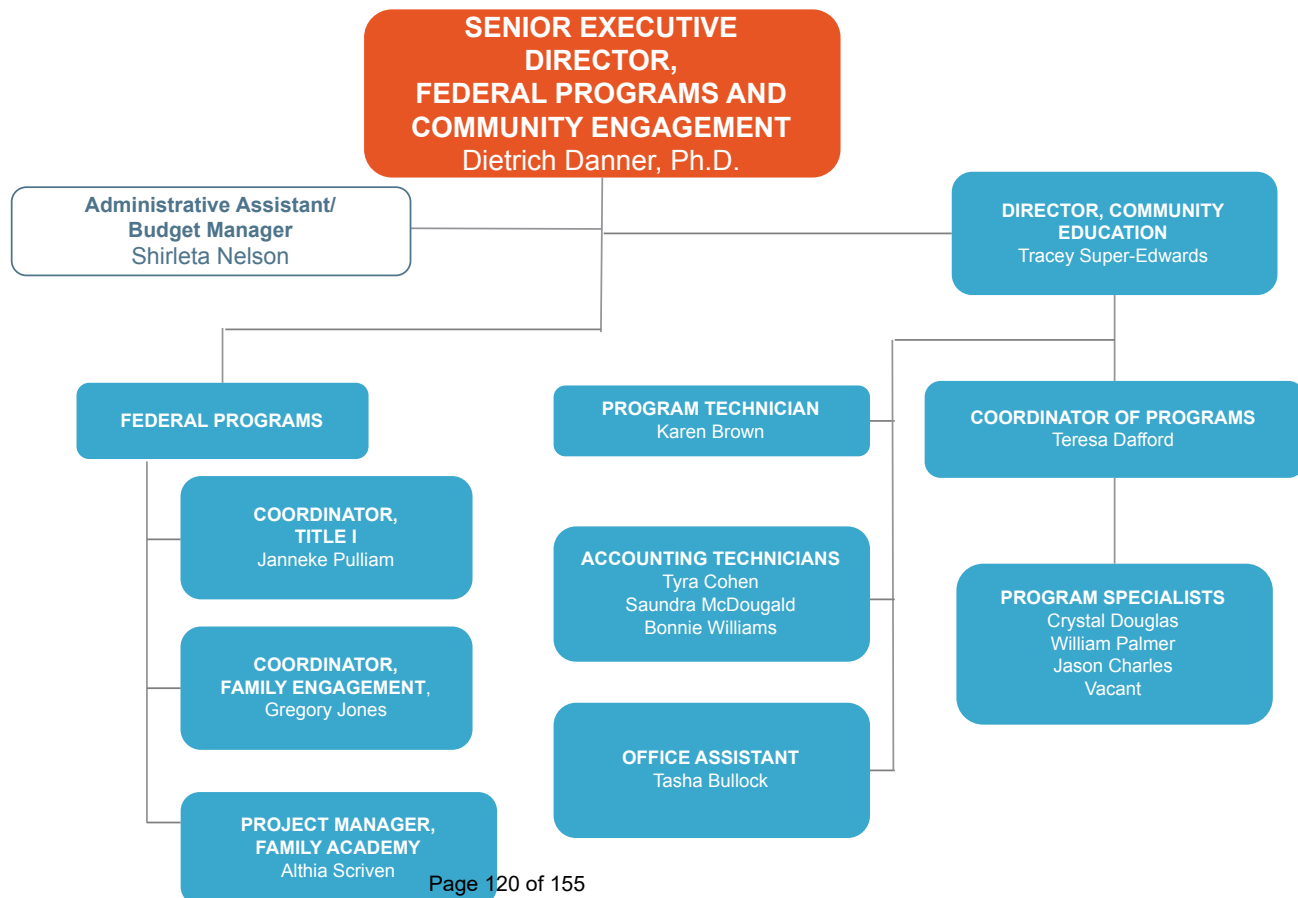 SENIOR EXECUTIVE
DIRECTOR,
FEDERAL PROGRAMS AND
COMMUNITY ENGAGEMENT
Dietrich Danner, Ph.D.
Administrative Assistant/
Budget Manager
Shirleta Nelson
DIRECTOR, COMMUNITY
EDUCATION
Tracey Super-Edwards
FEDERAL PROGRAMS
COORDINATOR,
TITLE I
Janneke Pulliam
COORDINATOR,
FAMILY ENGAGEMENT,
Gregory Jones
PROJECT MANAGER,
FAMILY ACADEMY
Althia Scriven
PROGRAM TECHNICIAN
Karen Brown
ACCOUNTING TECHNICIANS
Tyra Cohen
Saundra McDougald
Bonnie Williams
OFFICE ASSISTANT
Tasha Bullock
COORDINATOR OF PROGRAMS
Teresa Dafford
PROGRAM SPECIALISTS
Crystal Douglas
William Palmer
Jason Charles
Vacant
Page 120 of 155